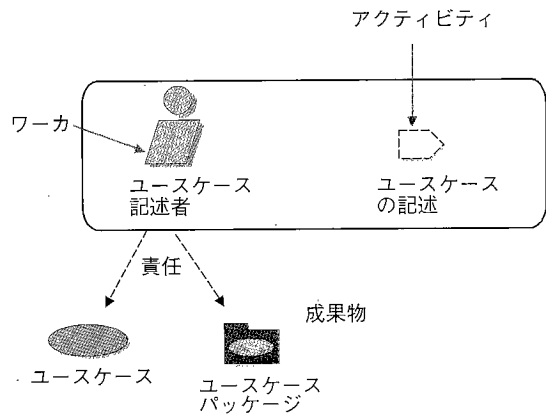 アクティビティ
ワーカ
ユースケース
記述者
ユースケース
の記述
責任
成果物
ユースケース
ユースケース
パッケージ